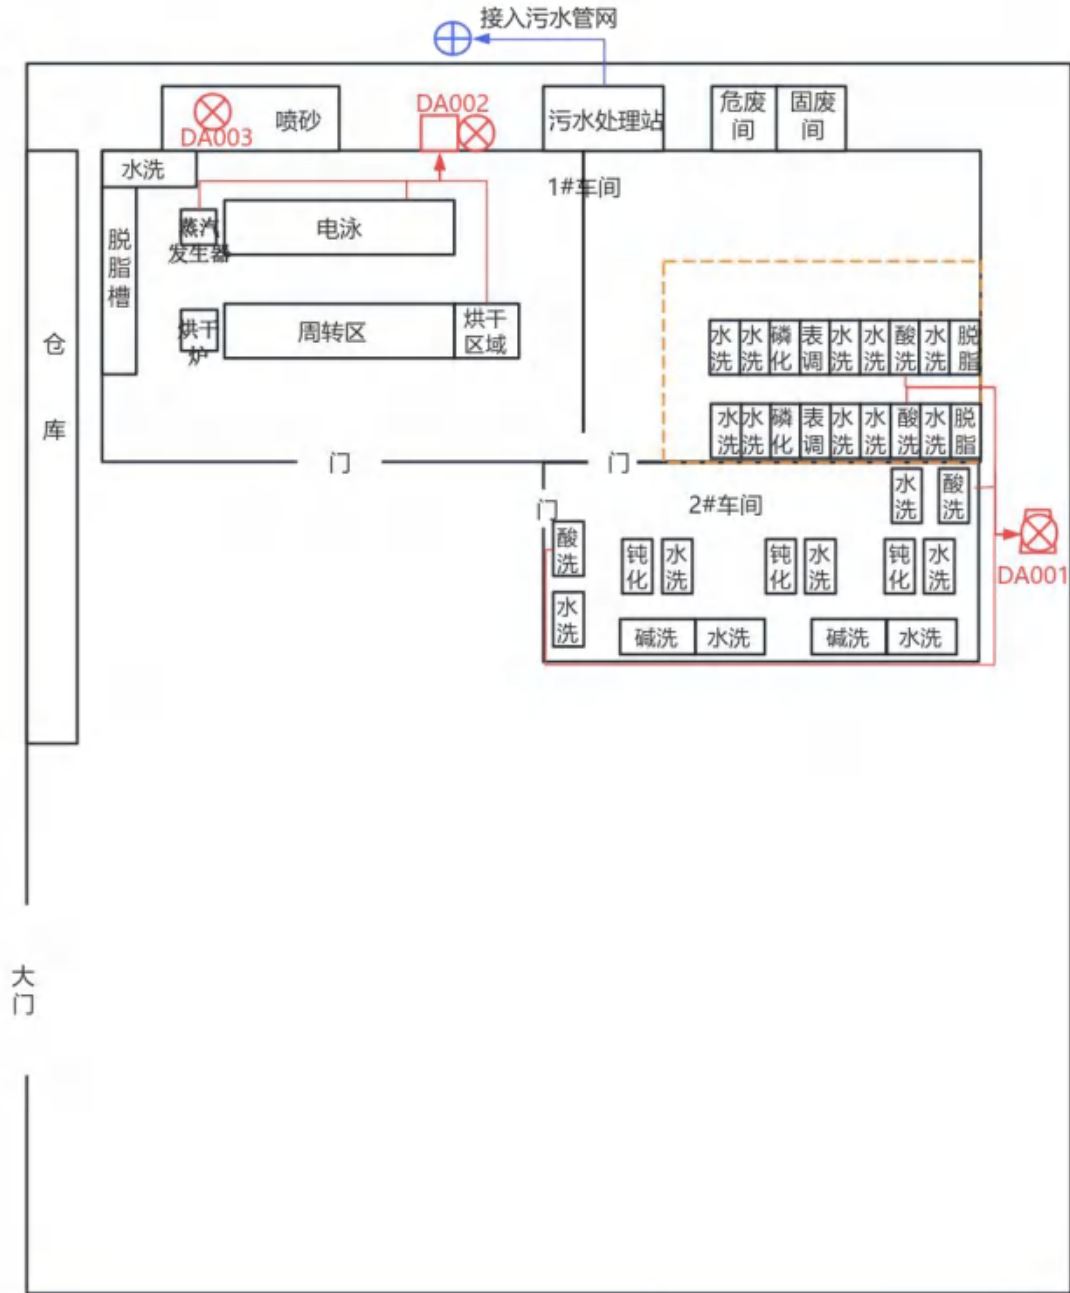 接入污水管网
DA002
DA003
喷砂
污水处理站
危废间
固废间
水洗
1#车间
脱脂槽
蒸汽发生器
电泳
烘干炉
周转区
烘干区域
仓库
水洗 水洗 磷化 表调 水洗 水洗 酸洗 水洗 脱脂
水洗 水洗 磷化 表调 水洗 水洗 酸洗 水洗 脱脂
门
门
门
2#车间
水洗
酸洗
酸洗
钝化
水洗
钝化
水洗
钝化
水洗
DA001
水洗
碱洗
水洗
碱洗
水洗
大门